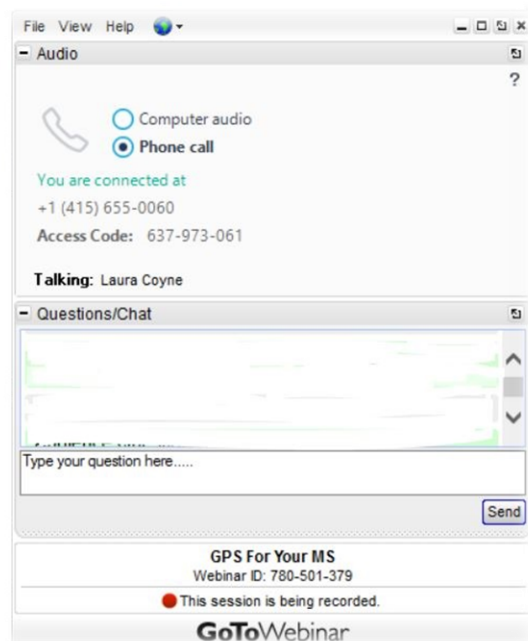 File View Help
Audio
?
Computer audio
Phone call
You are connected at
+1 (415) 655-0060
Access Code: 637-973-061
Talking: Laura Coyne
Questions/Chat
Type your question here.....
Send
GPS For Your MS
Webinar ID: 780-501-379
This session is being recorded.
GoToWebinar